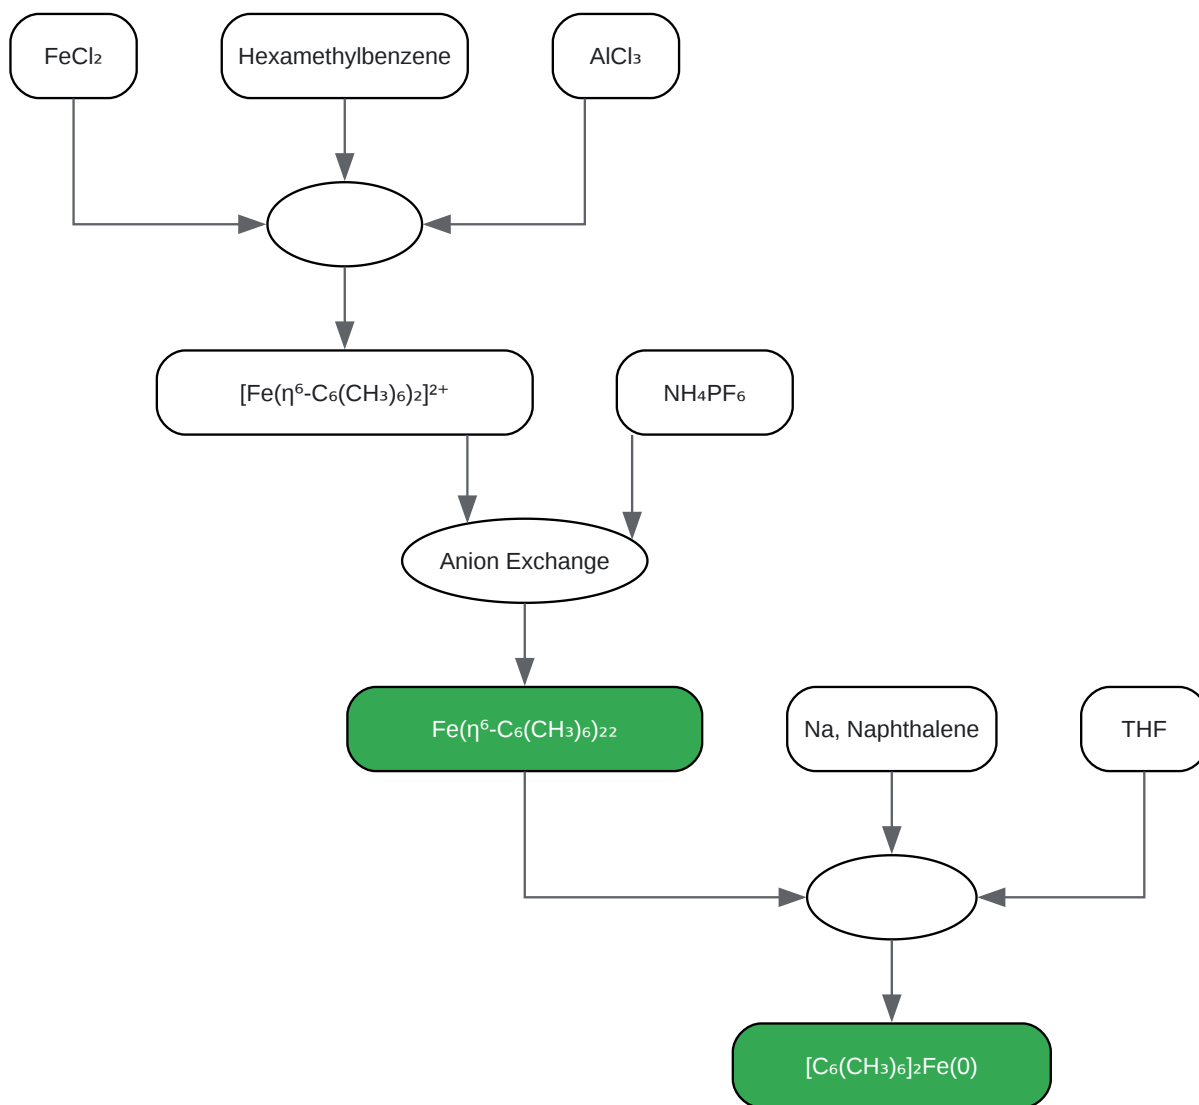 FeCl₂
Hexamethylbenzene
AlCl₃
[Fe(η⁶-C₆(CH₃)₆)₂]²⁺
NH₄PF₆
Anion Exchange
Fe(η⁶-C₆(CH₃)₆)₂₂
Na, Naphthalene
THF
[C₆(CH₃)₆]₂Fe(0)